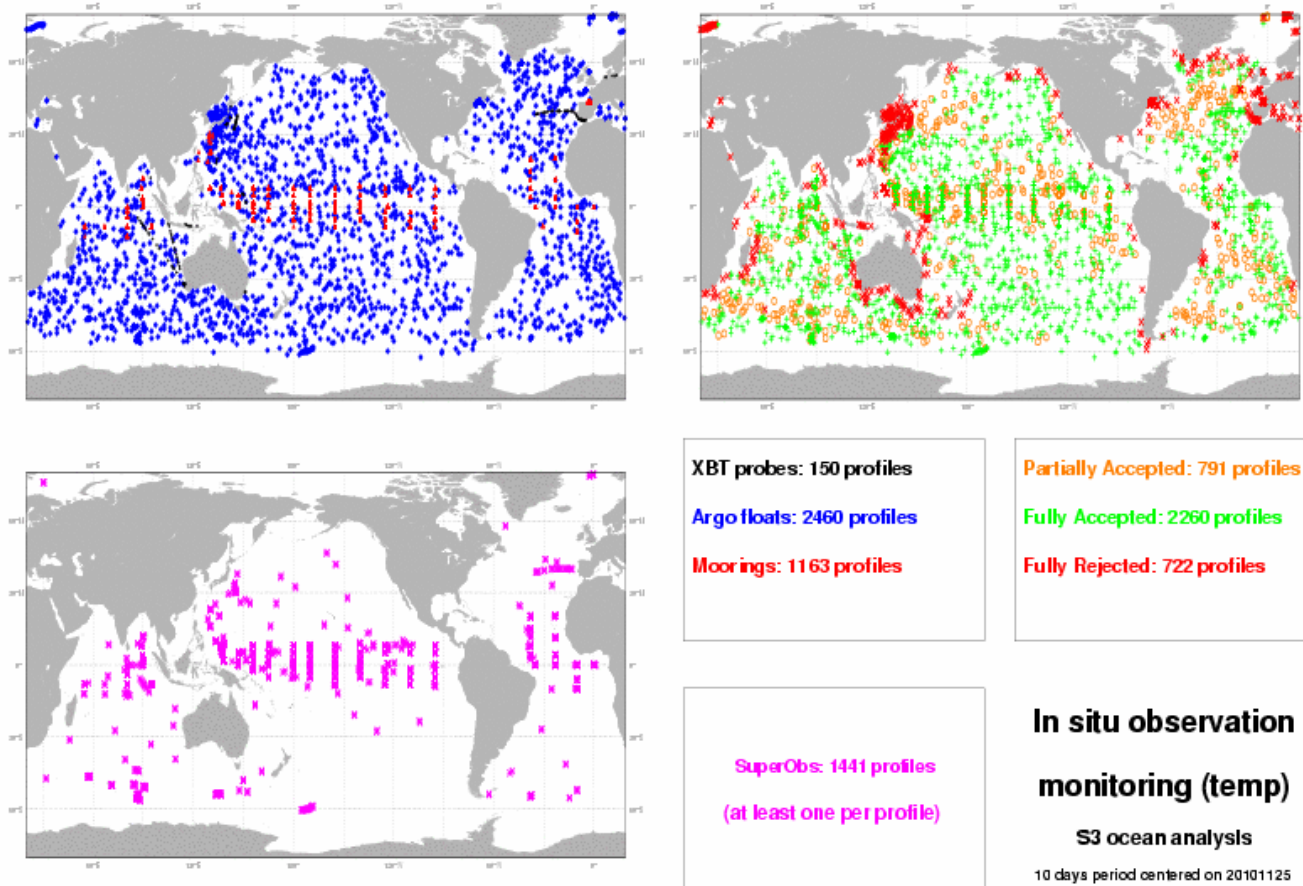 XBT probes: 150 profiles
Argo floats: 2460 profiles
Moorings: 1163 profiles
Partially Accepted: 791 profiles
Fully Accepted: 2260 profiles
Fully Rejected: 722 profiles
SuperObs: 1441 profiles
(at least one per profile)
In situ observation
monitoring (temp)
S3 ocean analysis
10 days period centered on 20101125